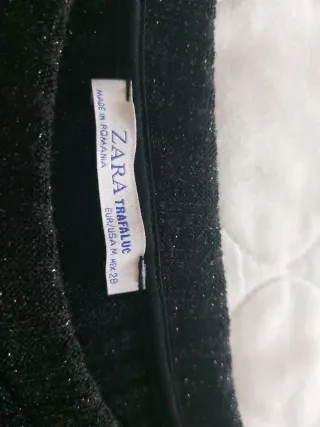 ZARA
TRAFALUC
MADE IN ROMANIA
EUR/USA M MEX 28